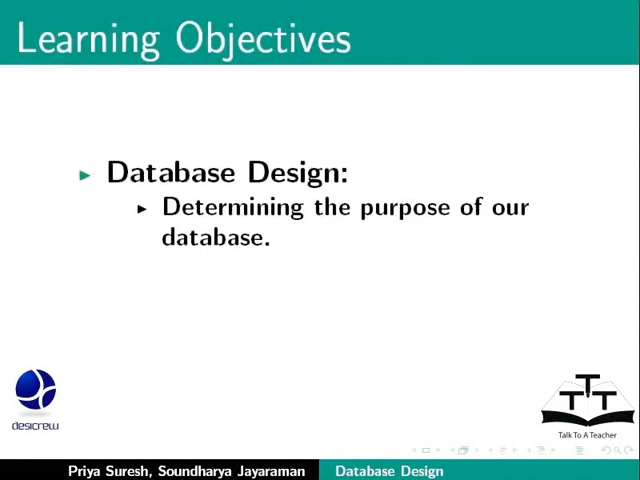 Learning Objectives
Database Design:
Determining the purpose of our
database.
desicrew
TTT
Talk To A Teacher
Priya Suresh, Soundharya Jayaraman Database Design